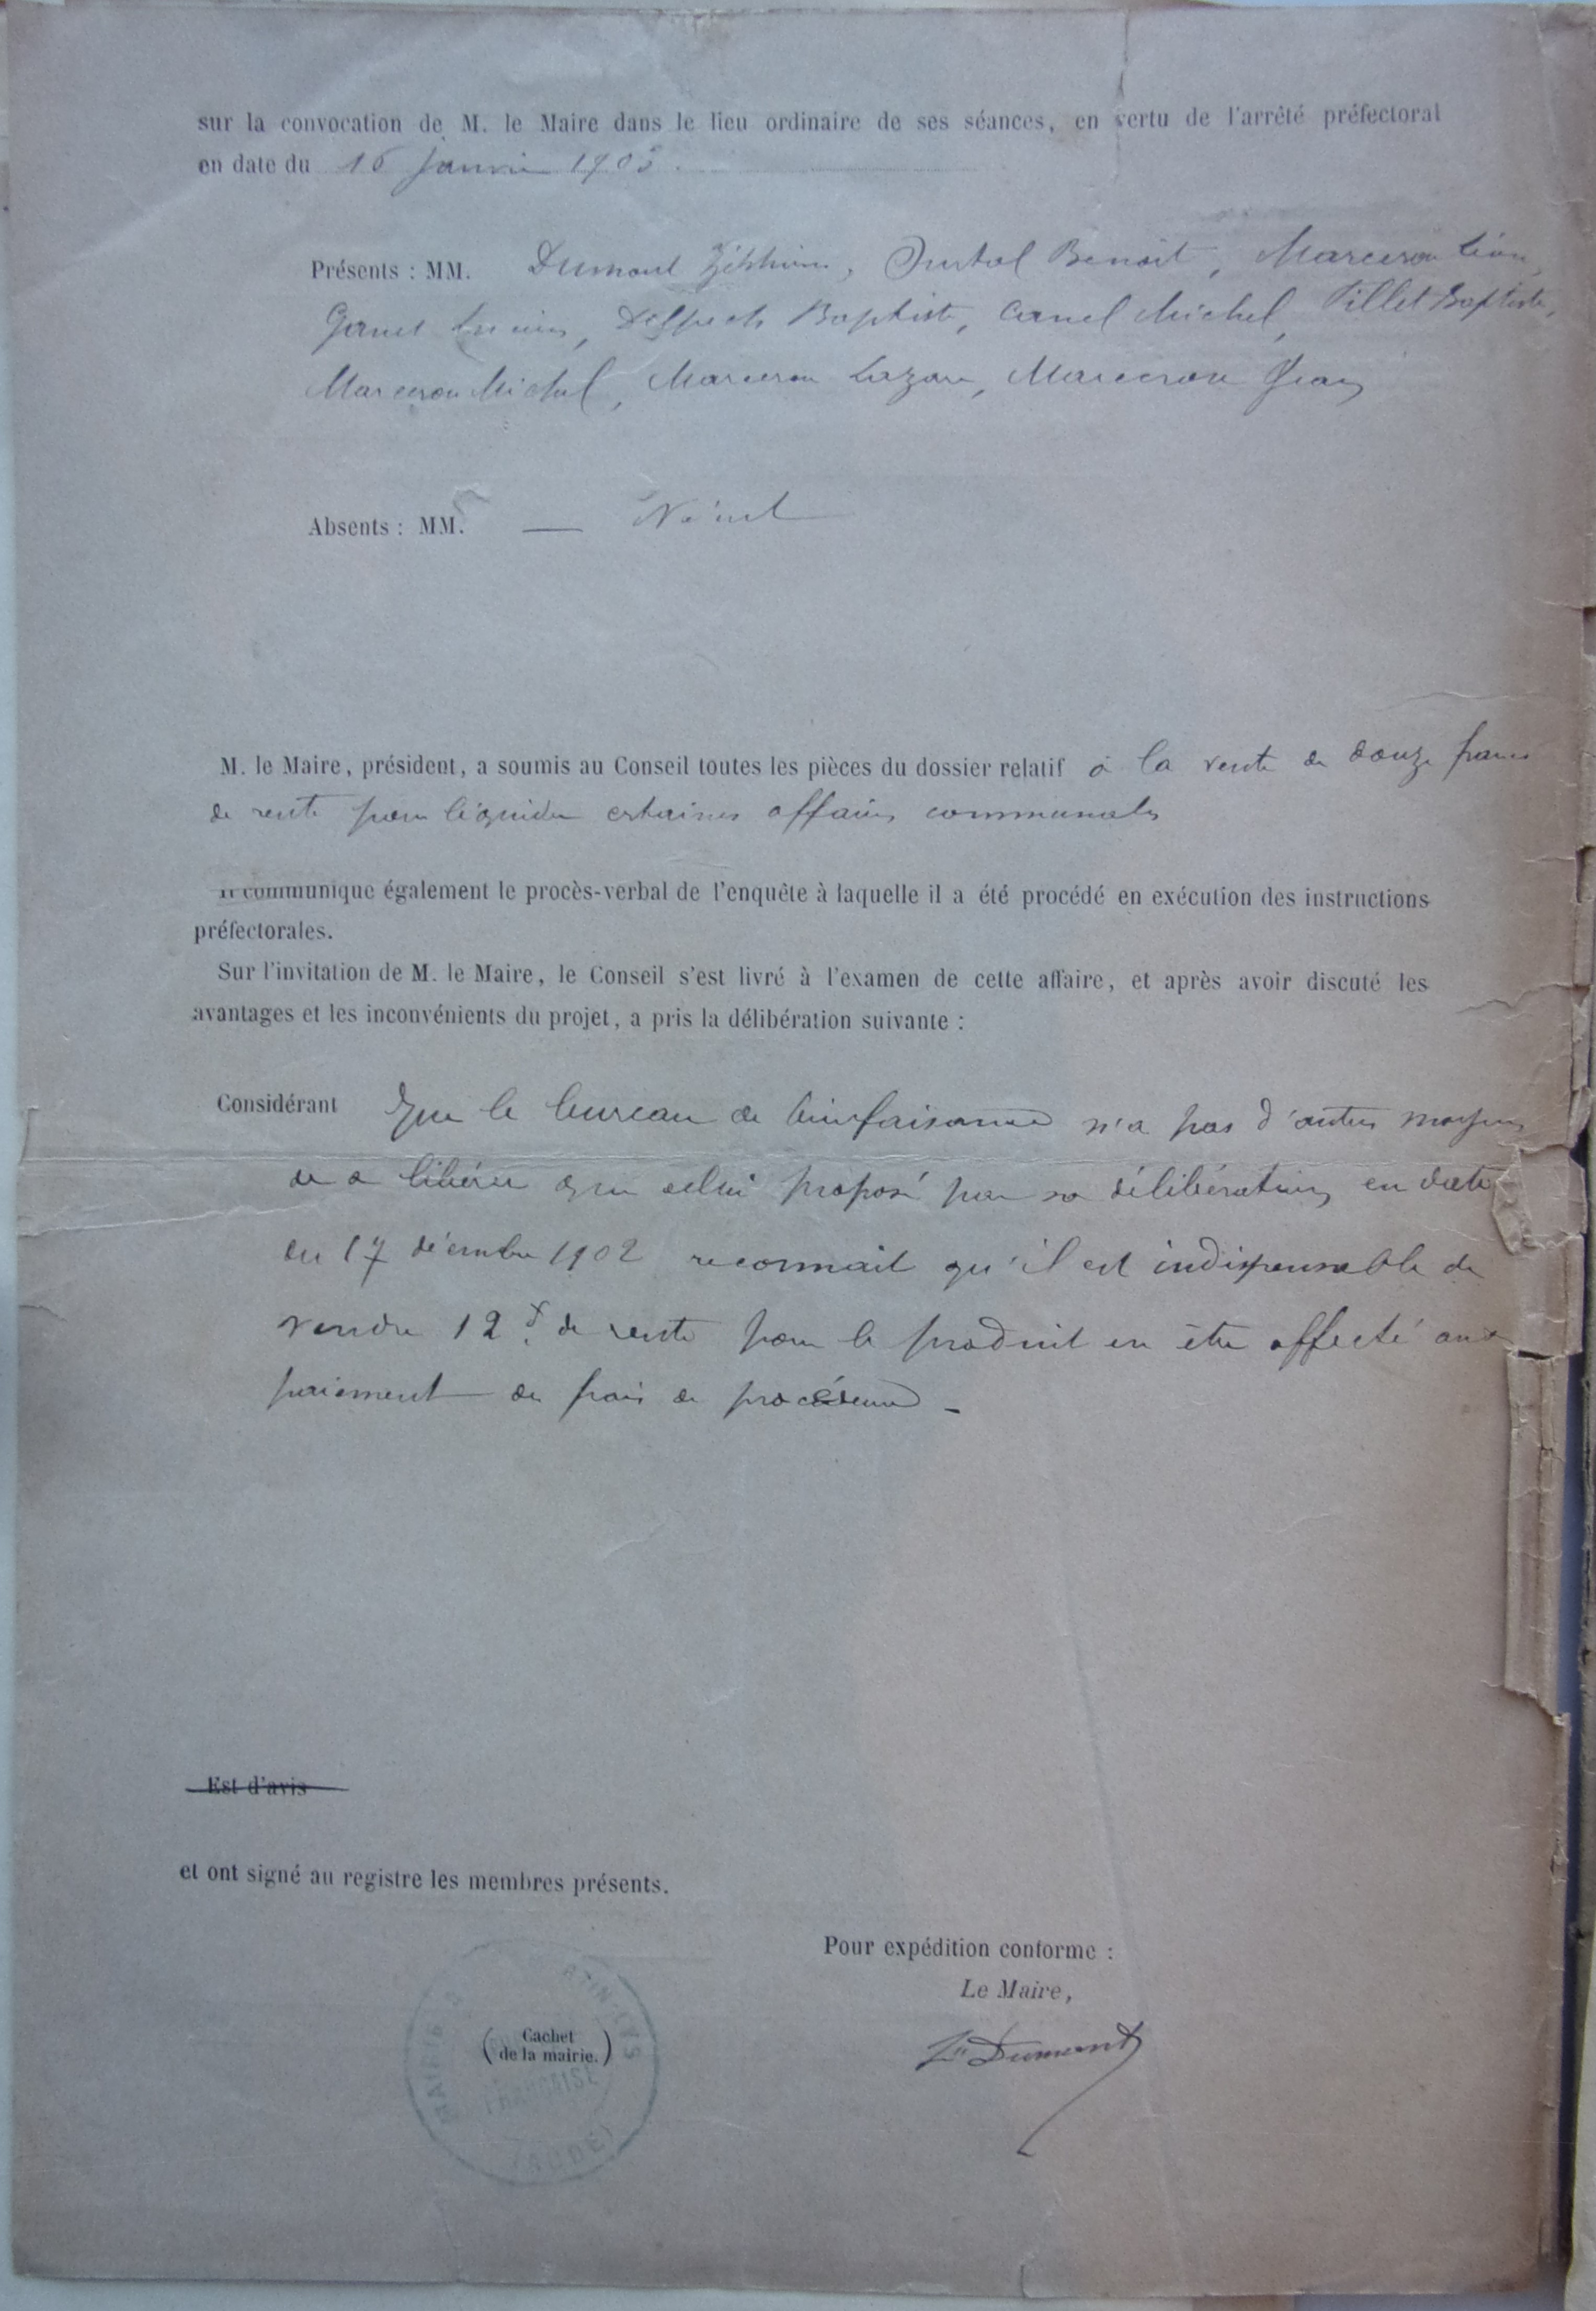 sur la convocation de M. le Maire dans le lieu ordinaire de ses séances, en vertu de l'arrêté préfectoral
en date du 16 janvier 1903.
Présents : MM. Dumont Zéphirin, Benoit, Marceron Léon,
Baptiste, Canel Michel, Pillet Baptiste,
Marceron Michel, Marceron Lazare, Marceron Jean
Absents : MM. — Néant
M. le Maire, président, a soumis au Conseil toutes les pièces du dossier relatif à la vente de douze francs
de rente pour liquider certaines affaires communales
Il communique également le procès-verbal de l'enquête à laquelle il a été procédé en exécution des instructions
préfectorales.
Sur l'invitation de M. le Maire, le Conseil s'est livré à l'examen de cette affaire, et après avoir discuté les
avantages et les inconvénients du projet, a pris la délibération suivante :
Considérant Que le bureau de bienfaisance n'a pas d'autres moyens
de se libérer que celui proposé par sa délibération en date
du 17 décembre 1902 reconnait qu'il est indispensable de
vendre 12 f. de rente pour le produit en être affecté au
paiement de frais de procédure -
Est d'avis
et ont signé au registre les membres présents.
Pour expédition conforme :
Le Maire,
Zin Dumont
(Cachet
de la mairie.)
MAIRIE
FRANÇAISE
(AUDE)